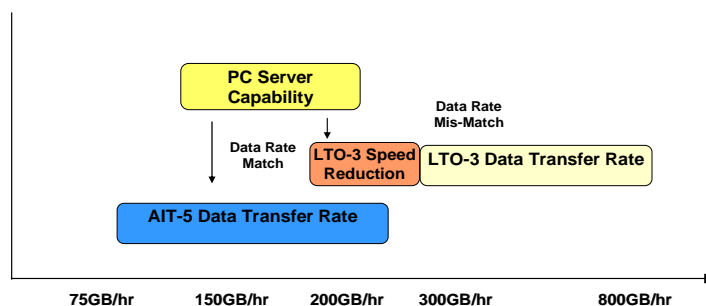 PC Server
Capability
Data Rate
Mis-Match
Data Rate
Match
LTO-3 Speed
Reduction
LTO-3 Data Transfer Rate
AIT-5 Data Transfer Rate
75GB/hr
150GB/hr
200GB/hr
300GB/hr
800GB/hr